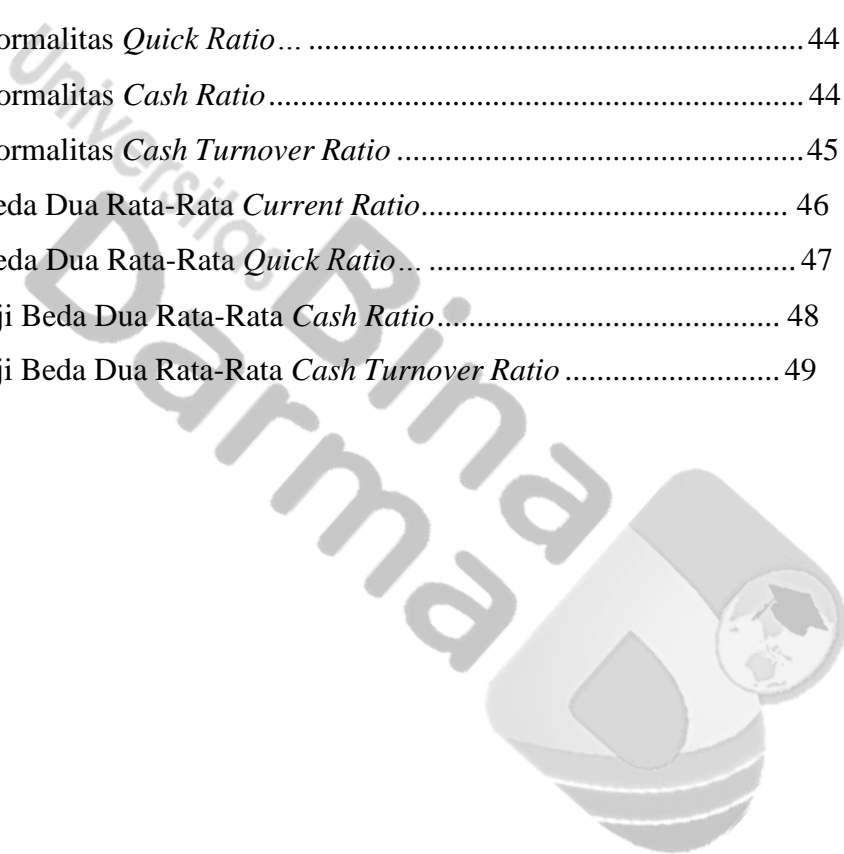 ormalitas Quick Ratio... .............................................................. 44
ormalitas Cash Ratio................................................................... 44
ormalitas Cash Turnover Ratio ...................................................45
eda Dua Rata-Rata Current Ratio.............................................. 46
eda Dua Rata-Rata Quick Ratio... .............................................. 47
ji Beda Dua Rata-Rata Cash Ratio........................................... 48
ji Beda Dua Rata-Rata Cash Turnover Ratio ...........................49
Universitas
Bina
Darma